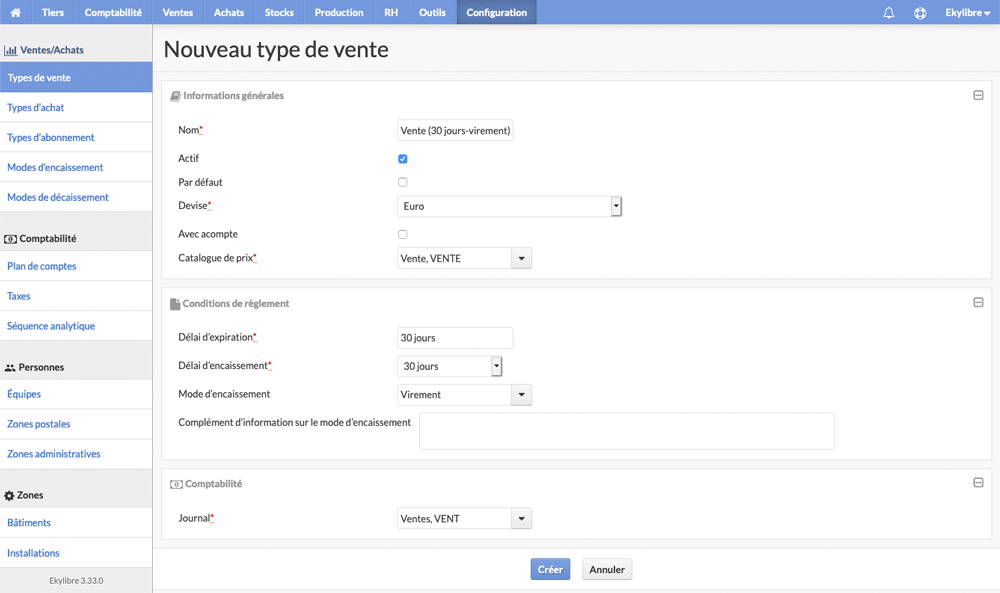 Tiers Comptabilité Ventes Achats Stocks Production RH Outils Configuration Ekylibre
Ventes/Achats
Types de vente
Types d'achat
Types d'abonnement
Modes d'encaissement
Modes de décaissement
Comptabilité
Plan de comptes
Taxes
Séquence analytique
Personnes
Équipes
Zones postales
Zones administratives
Zones
Bâtiments
Installations
Ekylibre 3.33.0
Nouveau type de vente
Informations générales
Nom* Vente (30 jours-virement)
Actif
Par défaut
Devise* Euro
Avec acompte
Catalogue de prix* Vente, VENTE
Conditions de règlement
Délai d'expiration* 30 jours
Délai d'encaissement* 30 jours
Mode d'encaissement Virement
Complément d'information sur le mode d'encaissement
Comptabilité
Journal* Ventes, VENT
Créer Annuler